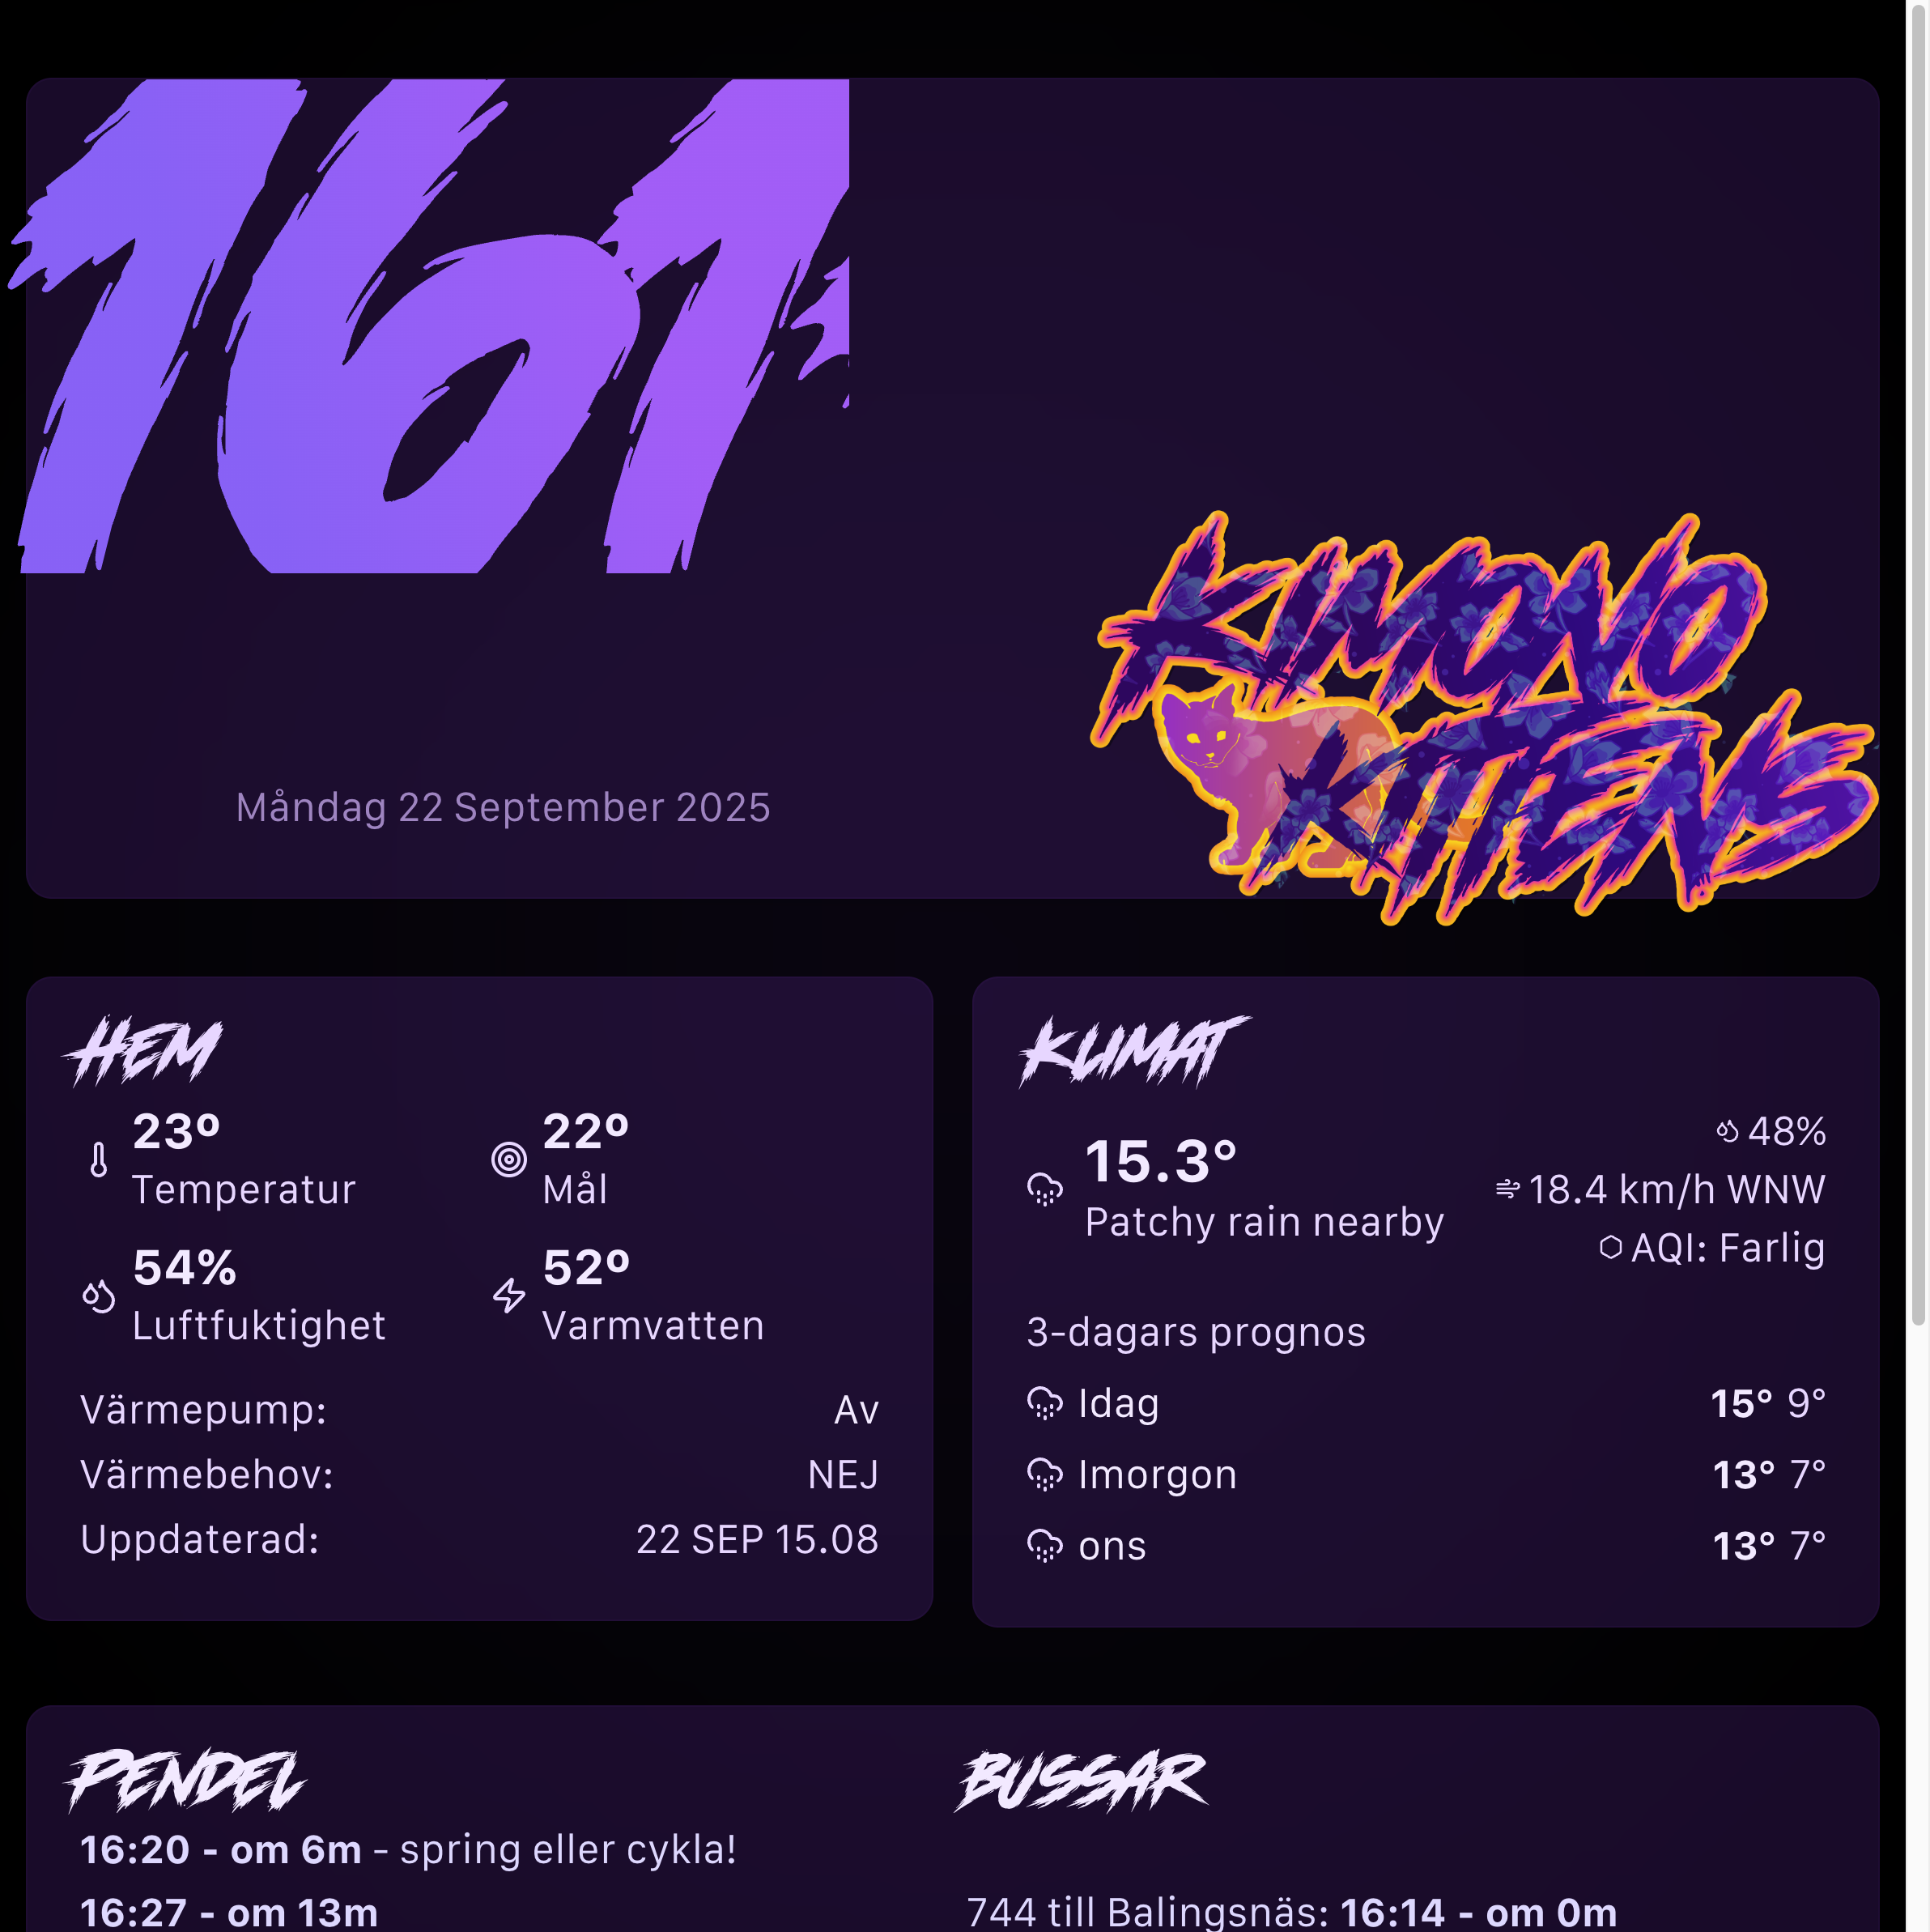 161
Måndag 22 September 2025
KIMONO
KITTENS
HEM
23º
Temperatur
22º
Mål
54%
Luftfuktighet
52º
Varmvatten
Värmepump: Av
Värmebehov: NEJ
Uppdaterad: 22 SEP 15.08
KLIMAT
15.3°
Patchy rain nearby
48%
18.4 km/h WNW
AQI: Farlig
3-dagars prognos
Idag 15° 9°
Imorgon 13° 7°
ons 13° 7°
PENDEL
16:20 - om 6m - spring eller cykla!
16:27 - om 13m
BUSSAR
744 till Balingsnäs: 16:14 - om 0m